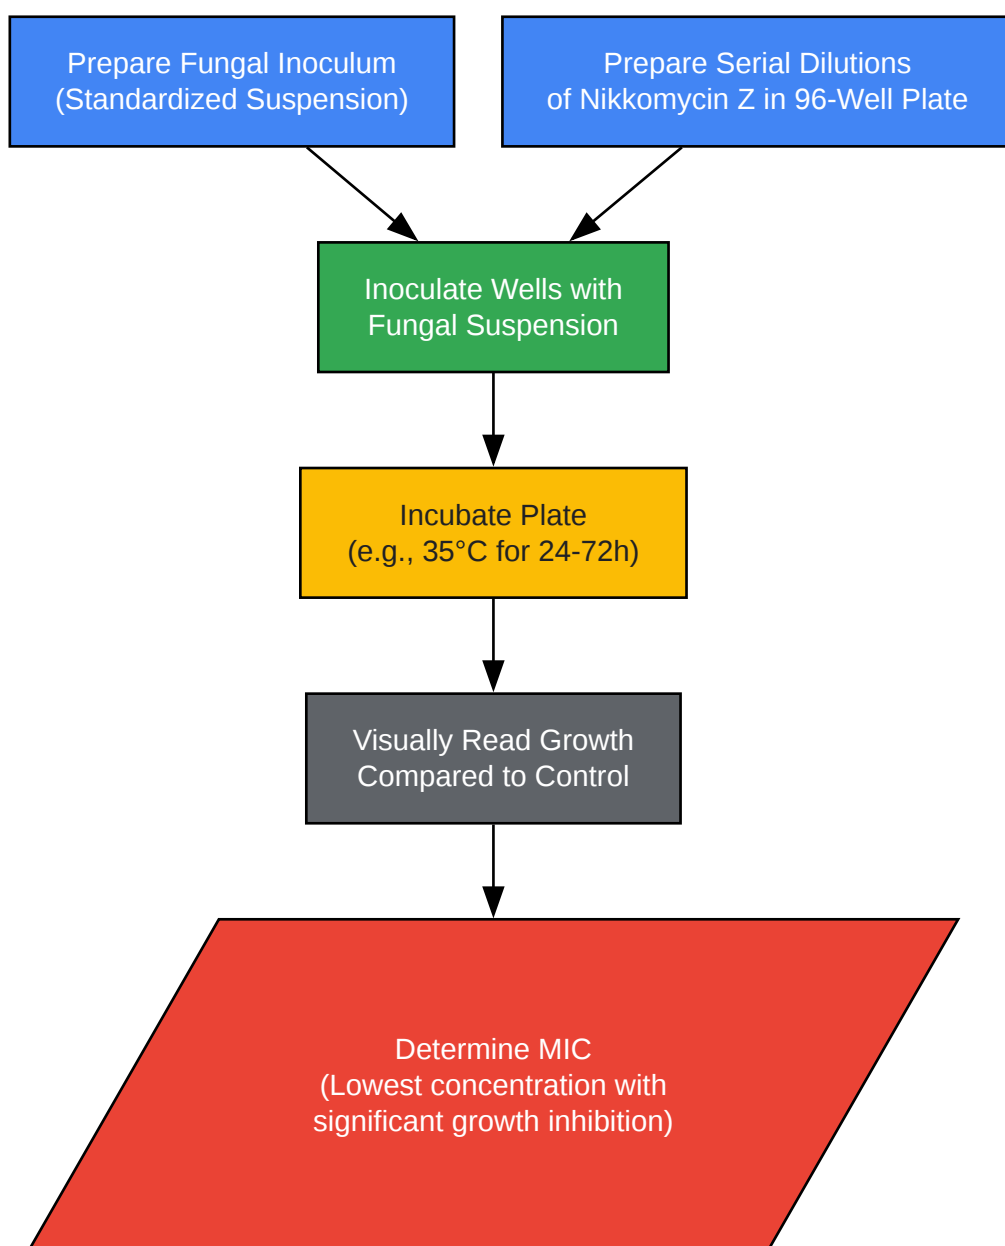 Prepare Fungal Inoculum
(Standardized Suspension)
Prepare Serial Dilutions
of Nikkomycin Z in 96-Well Plate
Inoculate Wells with
Fungal Suspension
Incubate Plate
(e.g., 35°C for 24-72h)
Visually Read Growth
Compared to Control
Determine MIC
(Lowest concentration with
significant growth inhibition)